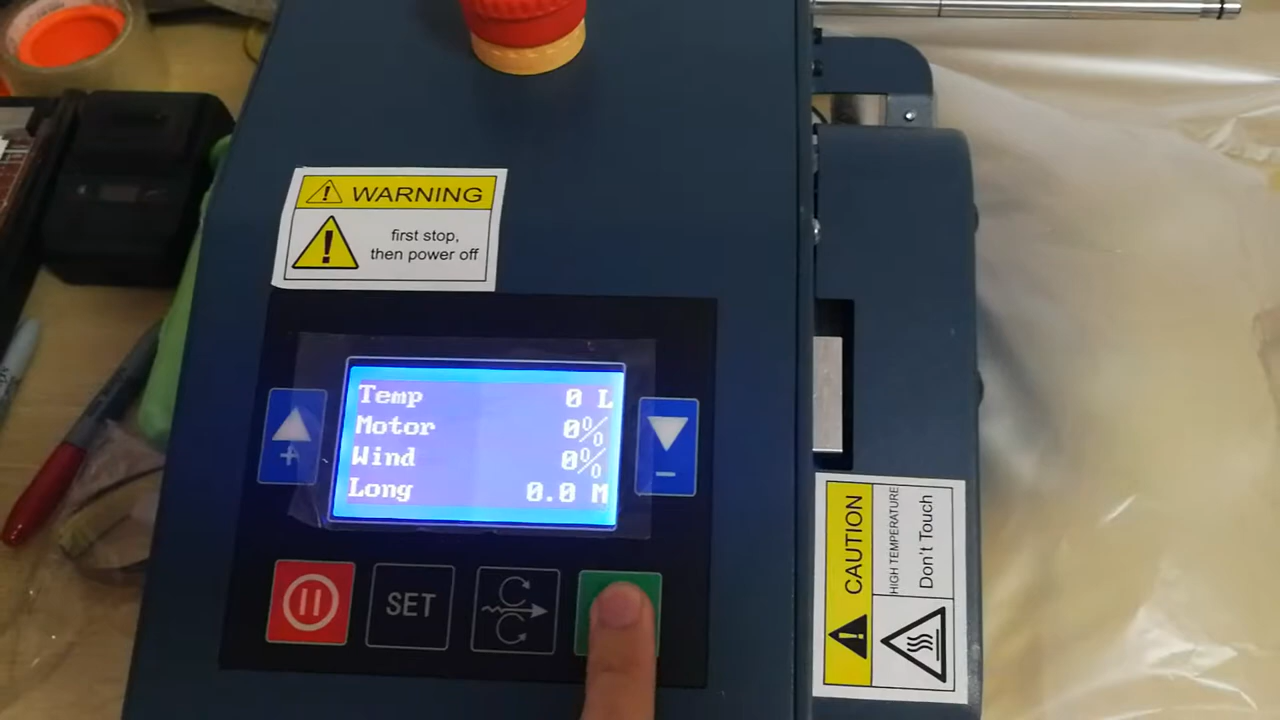 WARNING
first stop,
then power off
Temp 0 L
Motor 0%
Wind 0%
Long 0.0 M
+
−
SET
CAUTION
HIGH TEMPERATURE
Don't Touch